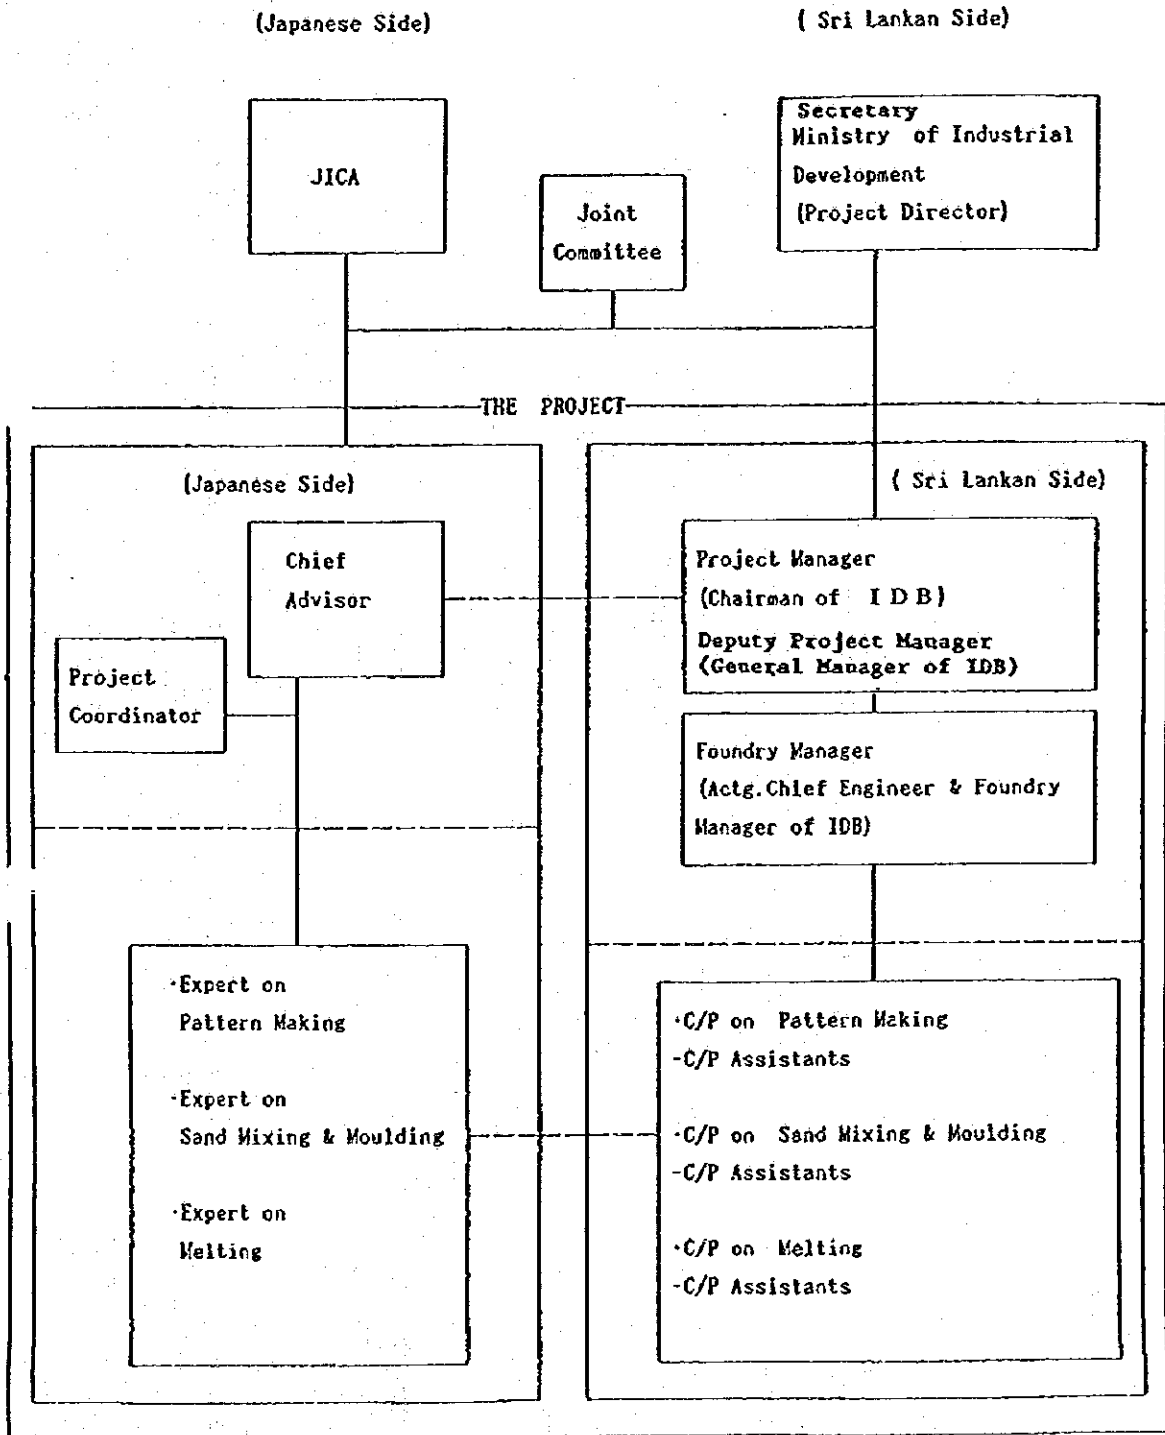 (Japanese Side)
( Sri Lankan Side)
JICA
Joint
Committee
Secretary
Ministry of Industrial
Development
(Project Director)
THE PROJECT
(Japanese Side)
Chief
Advisor
Project
Coordinator
·Expert on
Pattern Making
·Expert on
Sand Mixing & Moulding
·Expert on
Melting
( Sri Lankan Side)
Project Manager
(Chairman of I D B)
Deputy Project Manager
(General Manager of IDB)
Foundry Manager
(Actg.Chief Engineer & Foundry
Manager of IDB)
·C/P on Pattern Making
-C/P Assistants
·C/P on Sand Mixing & Moulding
-C/P Assistants
·C/P on Melting
-C/P Assistants